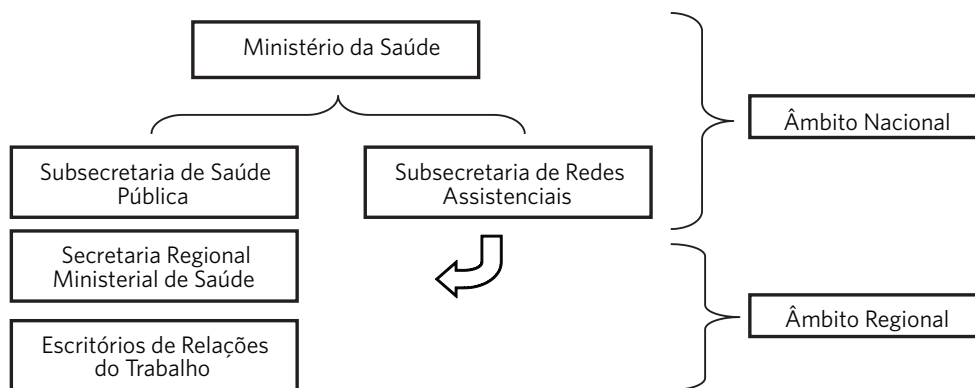 Ministério da Saúde
Âmbito Nacional
Subsecretaria de Saúde
Pública
Subsecretaria de Redes
Assistenciais
Secretaria Regional
Ministerial de Saúde
Âmbito Regional
Escritórios de Relações
do Trabalho